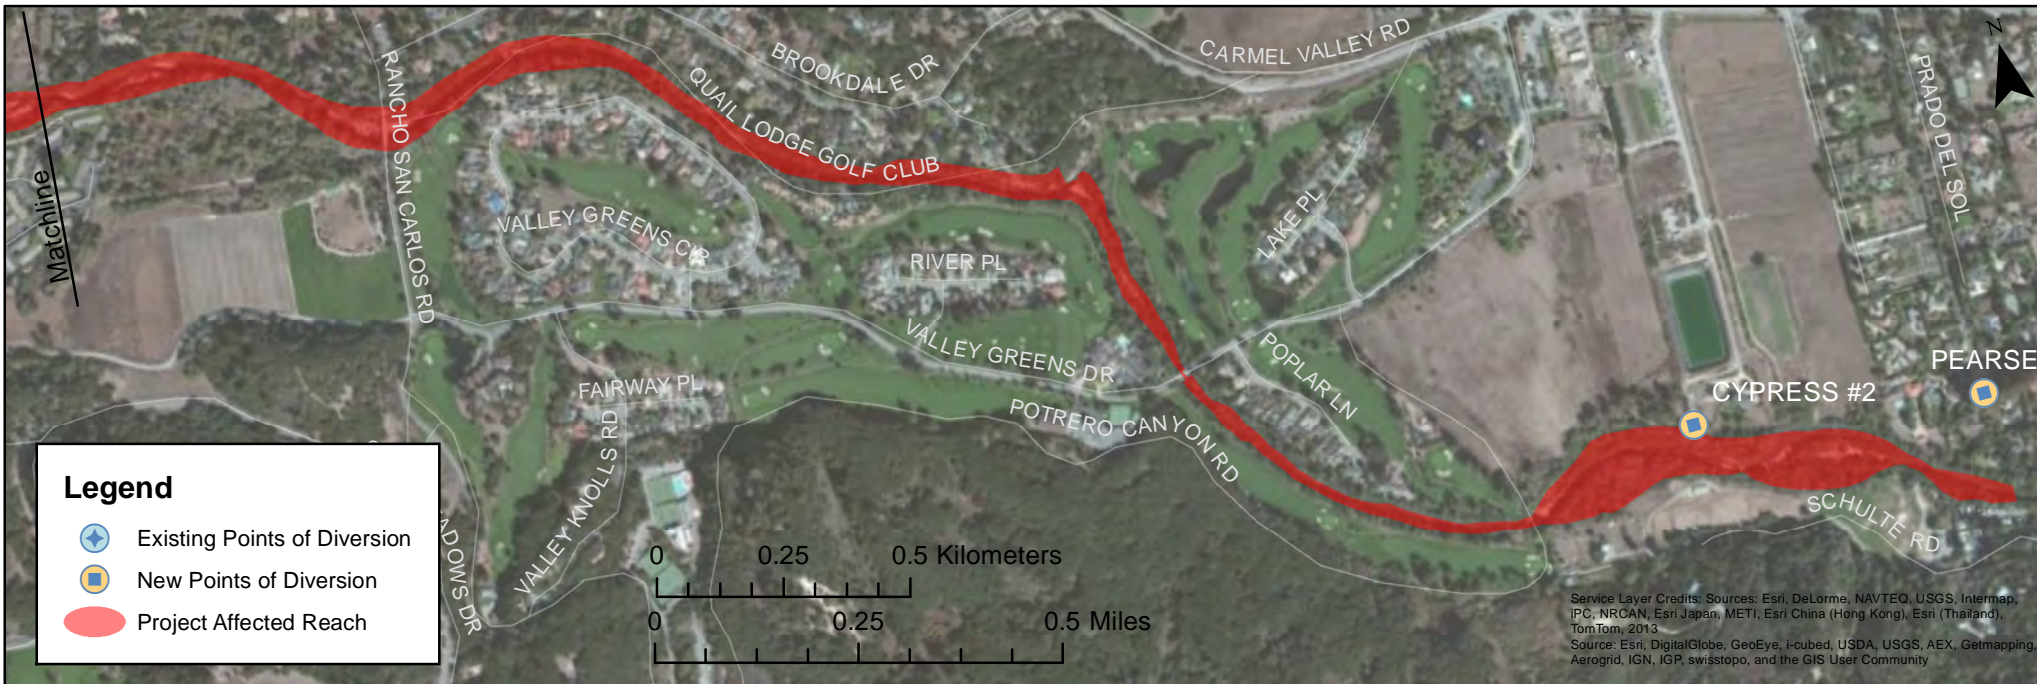 N
CARMEL VALLEY RD
BROOKDALE DR
PRADO DEL SOL
RANCHO SAN CARLOS RD
QUAIL LODGE GOLF CLUB
Matchline
VALLEY GREENS CIR
LAKE PL
RIVER PL
VALLEY GREENS DR
POPLAR LN
PEARSE
CYPRESS #2
FAIRWAY PL
POTRERO CANYON RD
VALLEY KNOLLS RD
SCHULTE RD
ADOWS DR
Legend
Existing Points of Diversion
New Points of Diversion
Project Affected Reach
0 0.25 0.5 Kilometers
0 0.25 0.5 Miles
Service Layer Credits: Sources: Esri, DeLorme, NAVTEQ, USGS, Intermap,
iPC, NRCAN, Esri Japan, METI, Esri China (Hong Kong), Esri (Thailand),
TomTom, 2013
Source: Esri, DigitalGlobe, GeoEye, i-cubed, USDA, USGS, AEX, Getmapping,
Aerogrid, IGN, IGP, swisstopo, and the GIS User Community